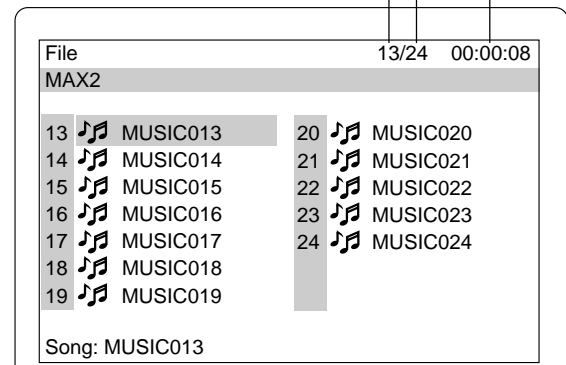 File 13/24 00:00:08
MAX2
13 MUSIC013
14 MUSIC014
15 MUSIC015
16 MUSIC016
17 MUSIC017
18 MUSIC018
19 MUSIC019
20 MUSIC020
21 MUSIC021
22 MUSIC022
23 MUSIC023
24 MUSIC024
Song: MUSIC013